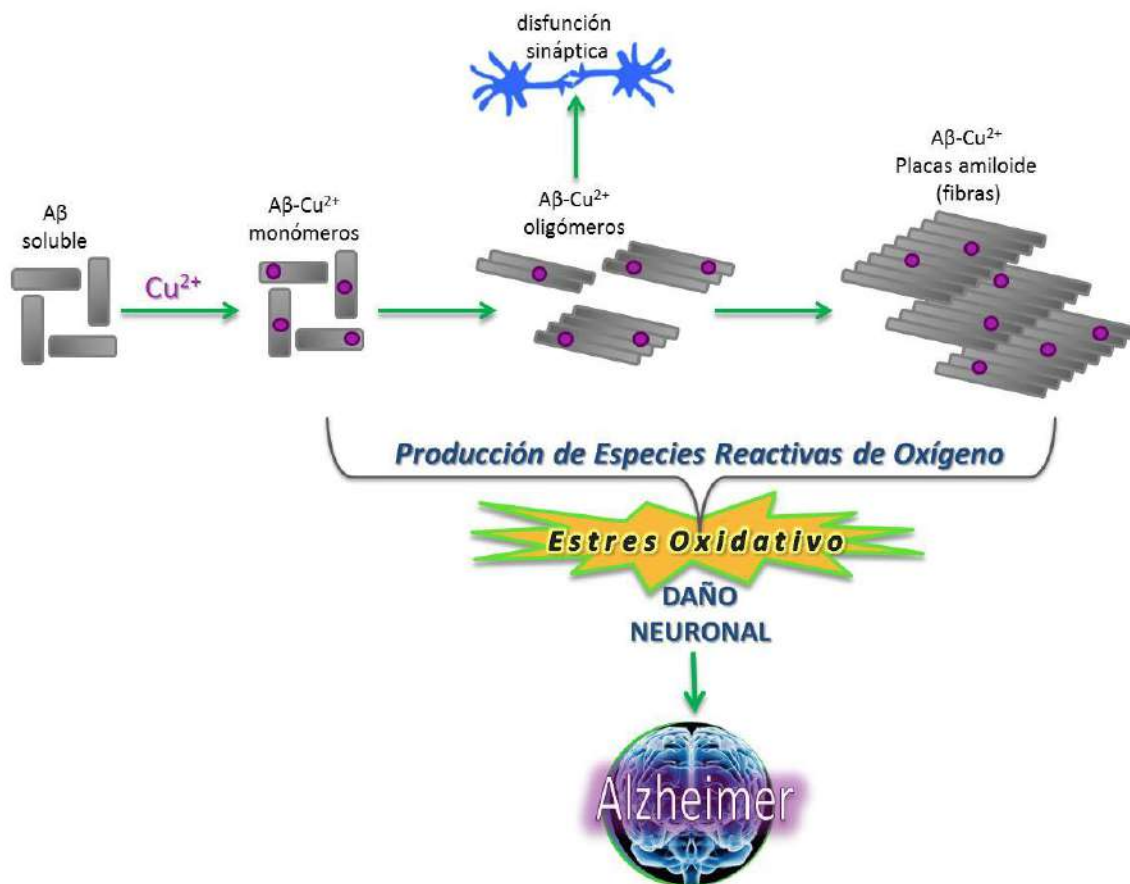 disfunción
sináptica
Aβ
soluble
Cu²⁺
Aβ-Cu²⁺
monómeros
Aβ-Cu²⁺
oligómeros
Aβ-Cu²⁺
Placas amiloide
(fibras)
Producción de Especies Reactivas de Oxígeno
Estres Oxidativo
DAÑO
NEURONAL
Alzheimer